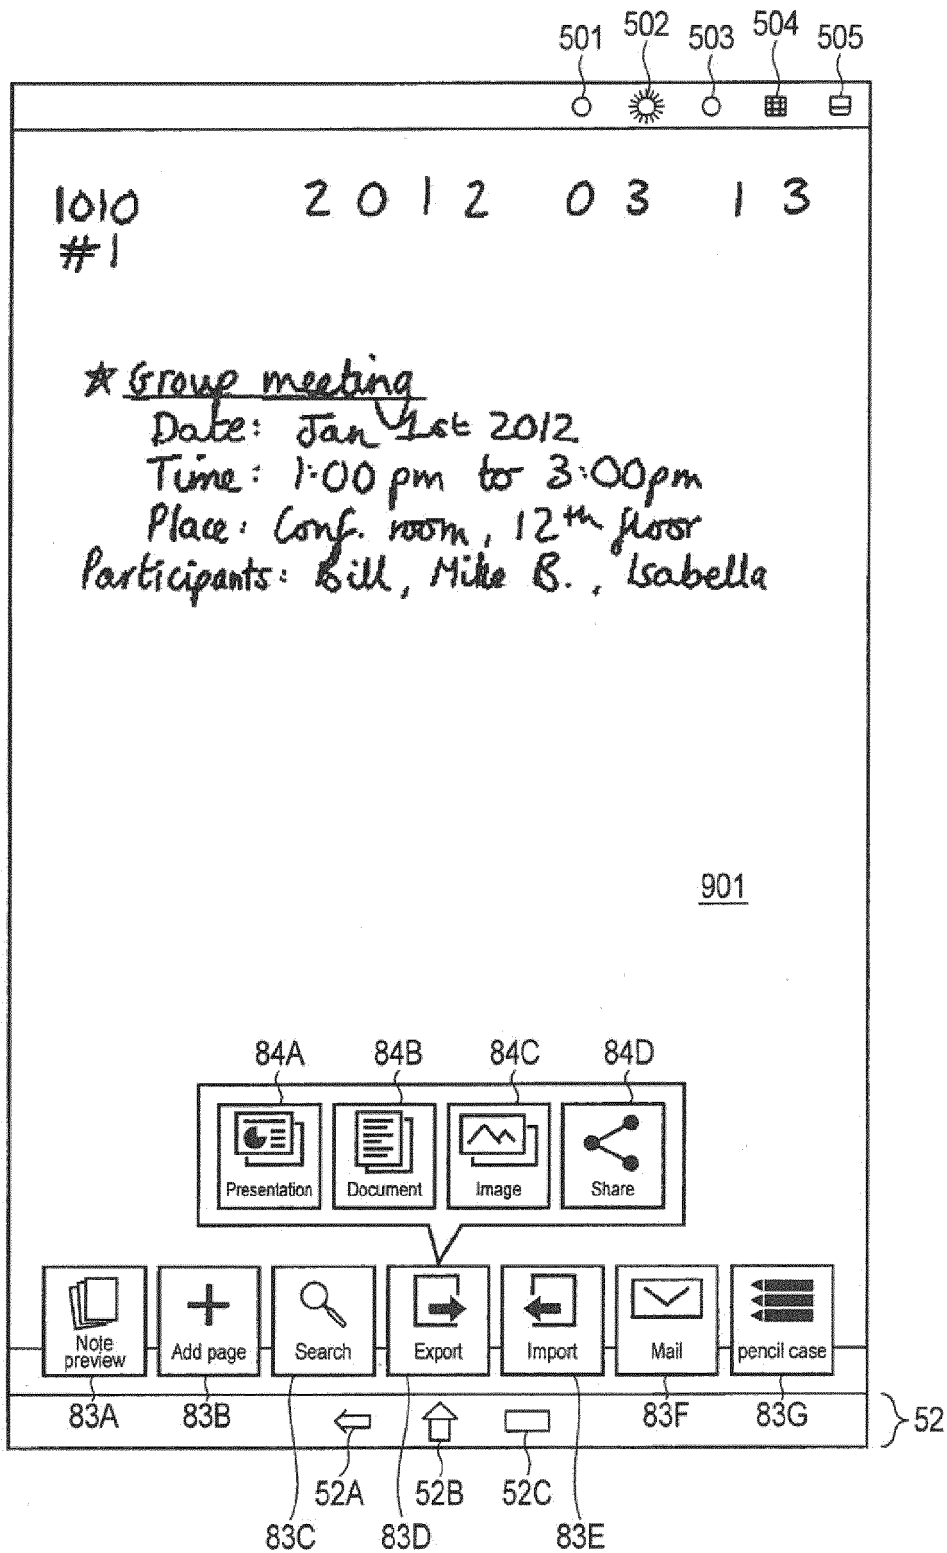 501 502 503 504 505
1010 2012 03 13
#1
☆ Group meeting
Date: Jan 1st 2012
Time: 1:00 pm to 3:00pm
Place: Conf. room, 12th floor
Participants: Bill, Mike B., Isabella
901
84A 84B 84C 84D
Presentation Document Image Share
Note preview Add page Search Export Import Mail pencil case
83A 83B 83F 83G 52
52A 52B 52C
83C 83D 83E